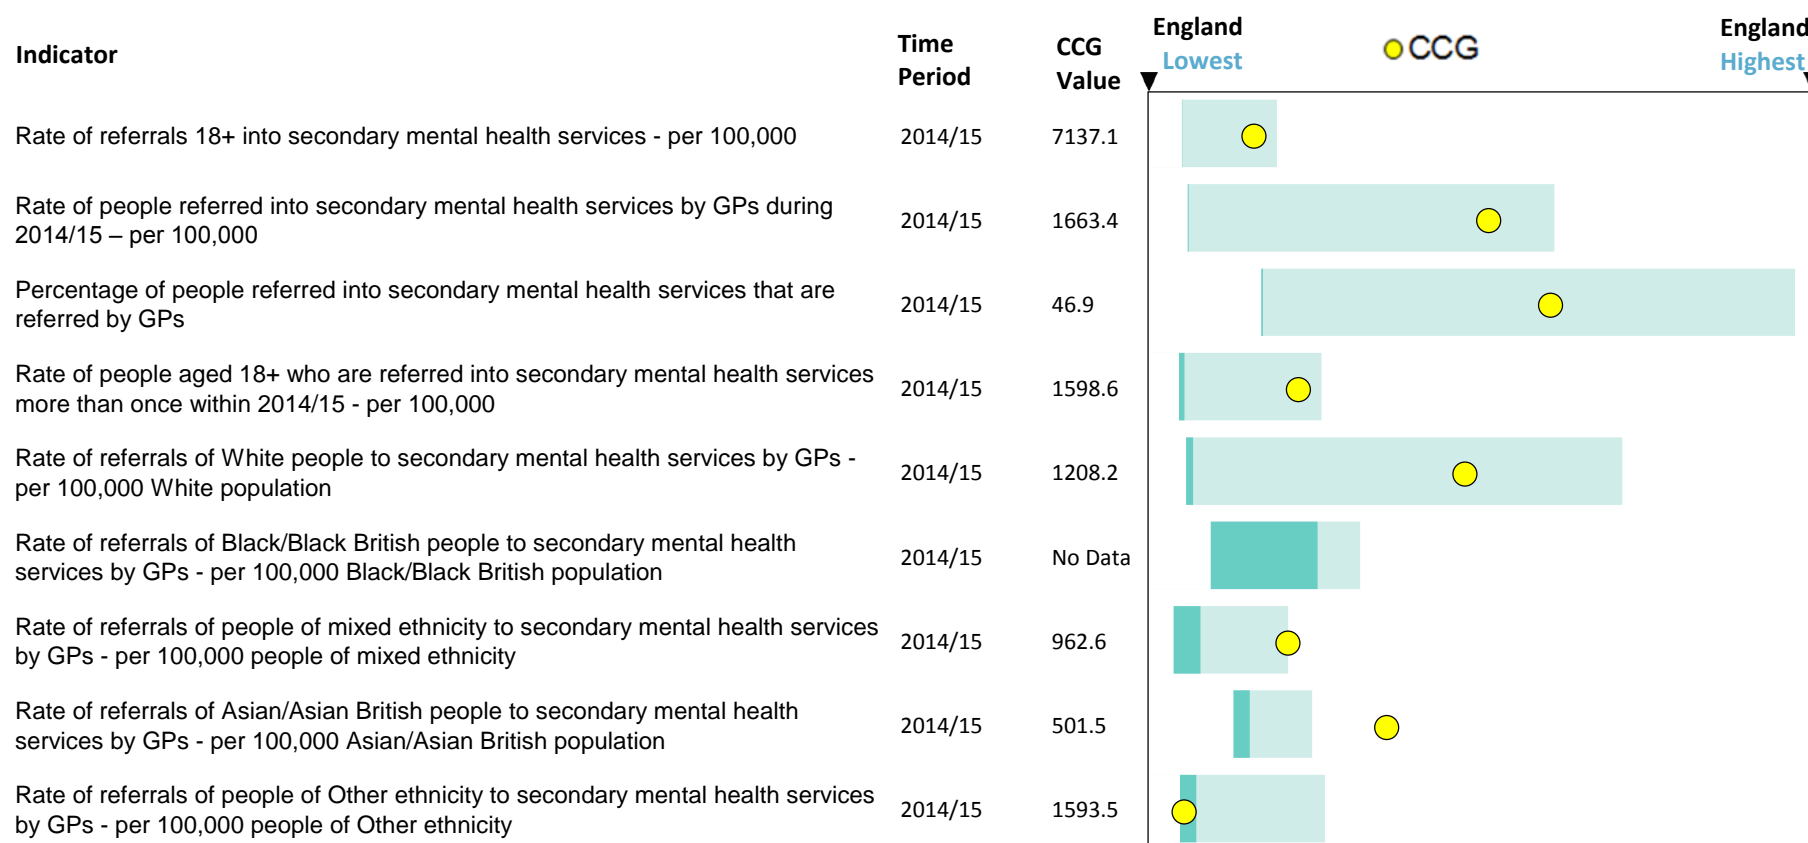 Indicator
Time
Period
CCG
Value
England
Lowest
CCG
England
Highest
Rate of referrals 18+ into secondary mental health services - per 100,000
2014/15
7137.1
Rate of people referred into secondary mental health services by GPs during
2014/15 – per 100,000
2014/15
1663.4
Percentage of people referred into secondary mental health services that are
referred by GPs
2014/15
46.9
Rate of people aged 18+ who are referred into secondary mental health services
more than once within 2014/15 - per 100,000
2014/15
1598.6
Rate of referrals of White people to secondary mental health services by GPs -
per 100,000 White population
2014/15
1208.2
Rate of referrals of Black/Black British people to secondary mental health
services by GPs - per 100,000 Black/Black British population
2014/15
No Data
Rate of referrals of people of mixed ethnicity to secondary mental health services
by GPs - per 100,000 people of mixed ethnicity
2014/15
962.6
Rate of referrals of Asian/Asian British people to secondary mental health
services by GPs - per 100,000 Asian/Asian British population
2014/15
501.5
Rate of referrals of people of Other ethnicity to secondary mental health services
by GPs - per 100,000 people of Other ethnicity
2014/15
1593.5